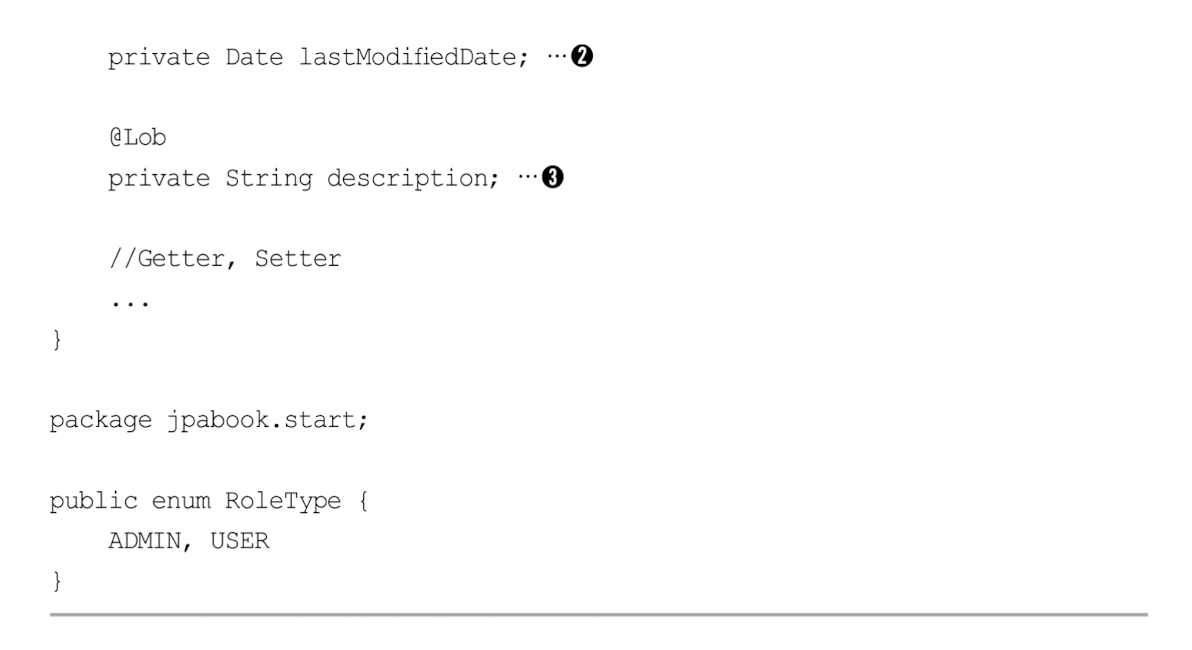 private Date lastModifiedDate; …❷
@Lob
private String description; …❸
//Getter, Setter
...
}
package jpabook.start;
public enum RoleType {
ADMIN, USER
}